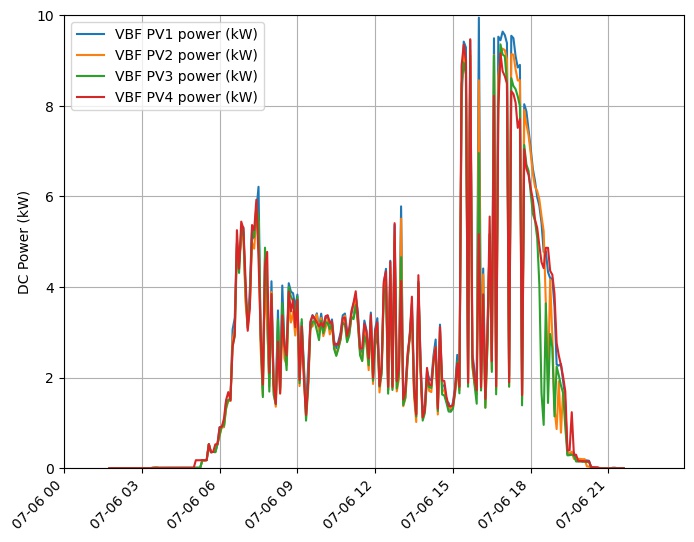 VBF PV1 power (kW)
VBF PV2 power (kW)
VBF PV3 power (kW)
VBF PV4 power (kW)
DC Power (kW)
10
8
6
4
2
0
07-06 00
07-06 03
07-06 06
07-06 09
07-06 12
07-06 15
07-06 18
07-06 21